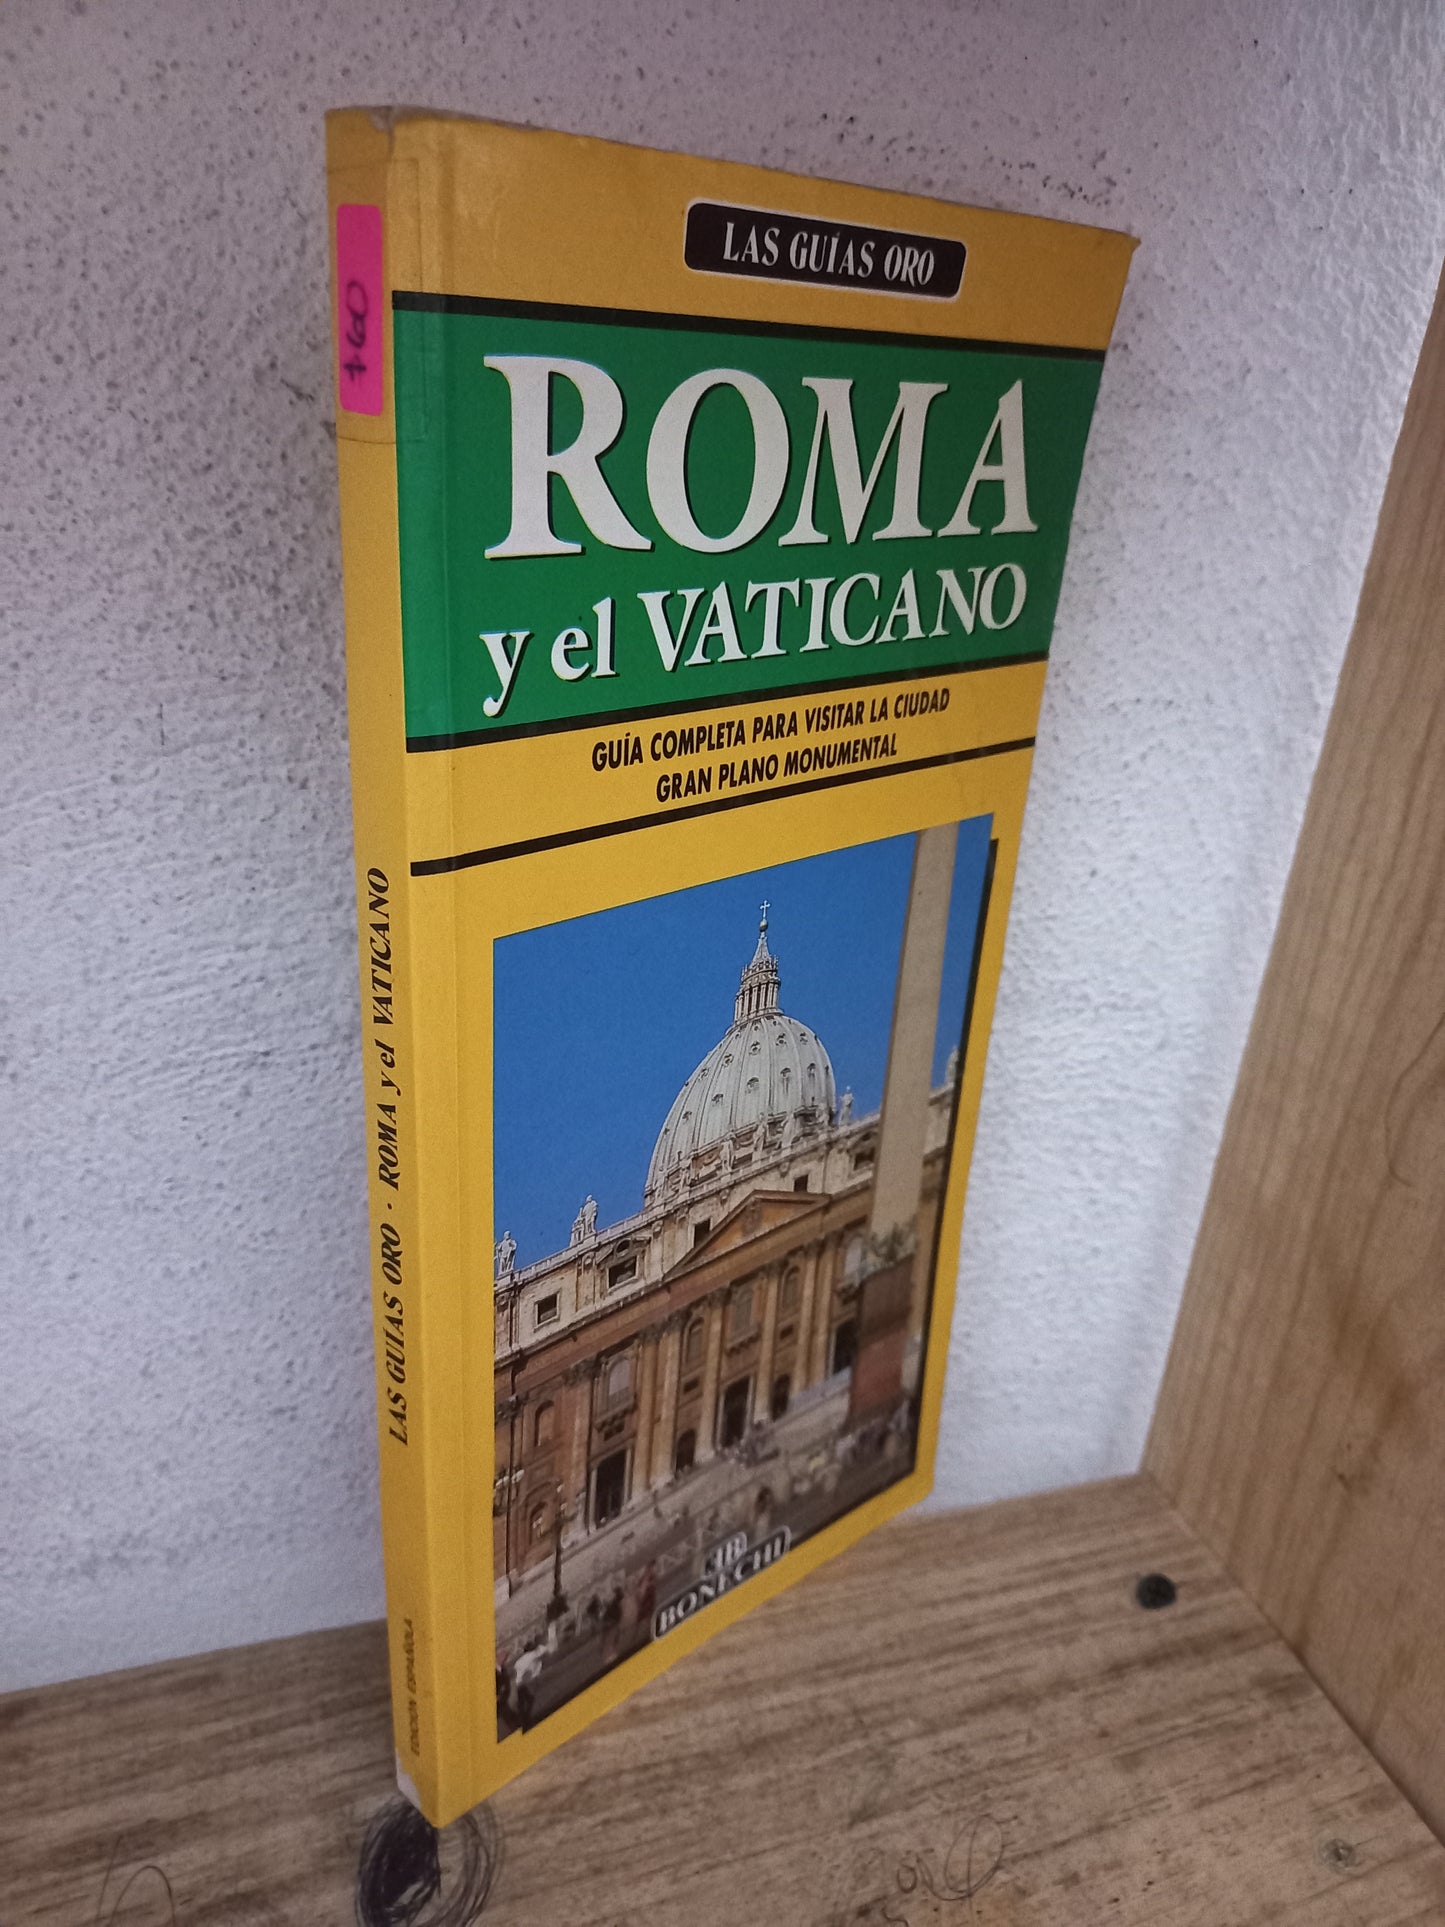 LAS GUÍAS ORO
ROMA
y el VATICANO
GUÍA COMPLETA PARA VISITAR LA CIUDAD
GRAN PLANO MONUMENTAL
BONECHI
LAS GUÍAS ORO · ROMA y el VATICANO
EDICIÓN ESPAÑOLA